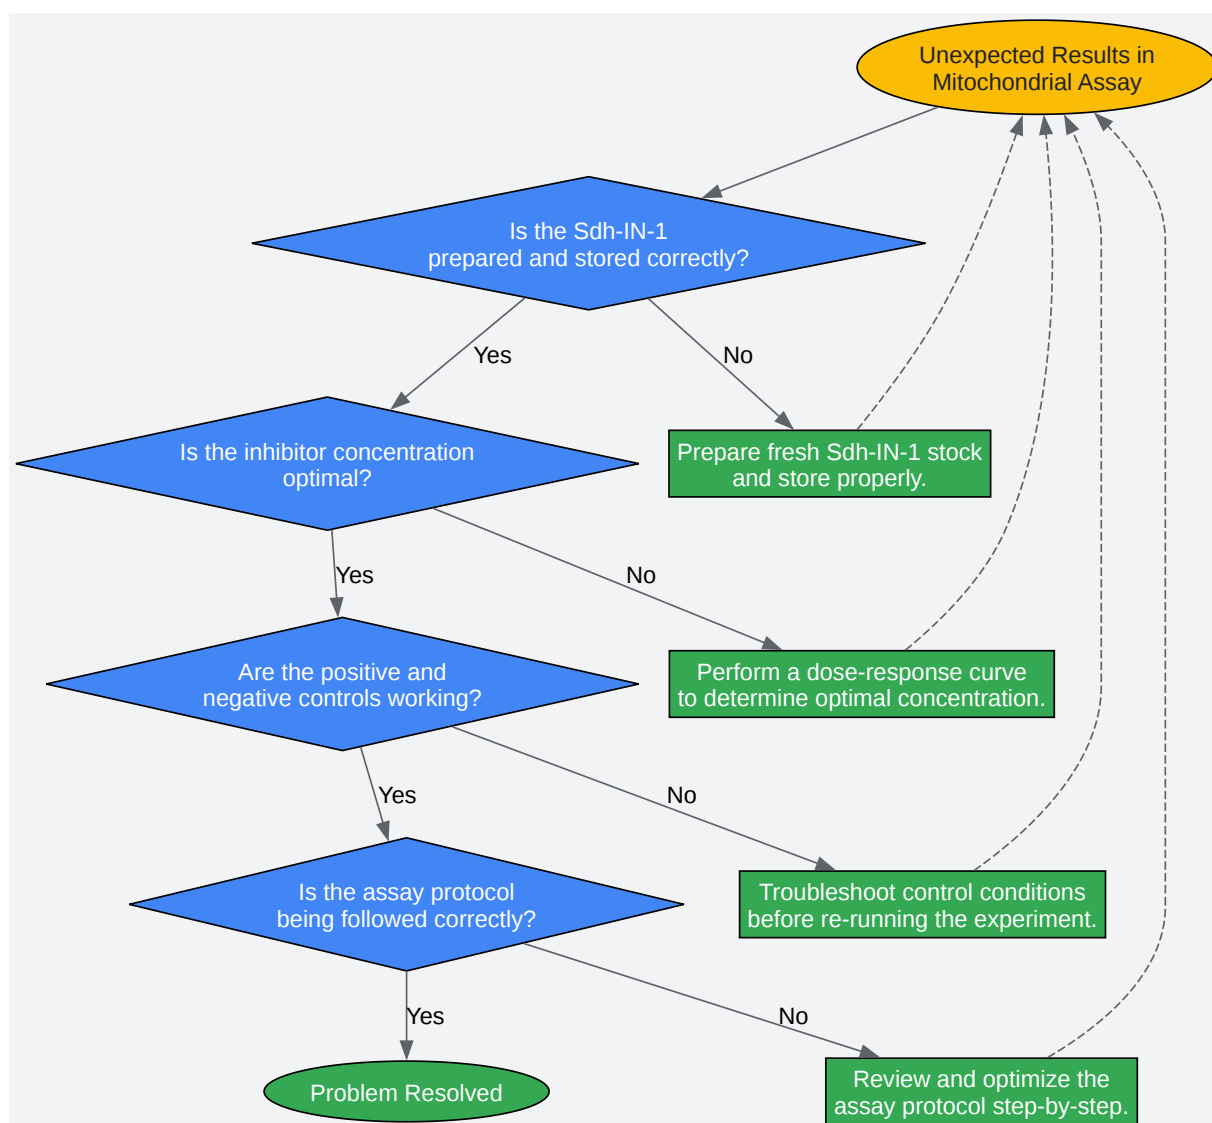 Unexpected Results in
Mitochondrial Assay
Is the Sdh-IN-1
prepared and stored correctly?
Yes
No
Is the inhibitor concentration
optimal?
Prepare fresh Sdh-IN-1 stock
and store properly.
Yes
No
Are the positive and
negative controls working?
Perform a dose-response curve
to determine optimal concentration.
Yes
No
Is the assay protocol
being followed correctly?
Troubleshoot control conditions
before re-running the experiment.
Yes
No
Problem Resolved
Review and optimize the
assay protocol step-by-step.